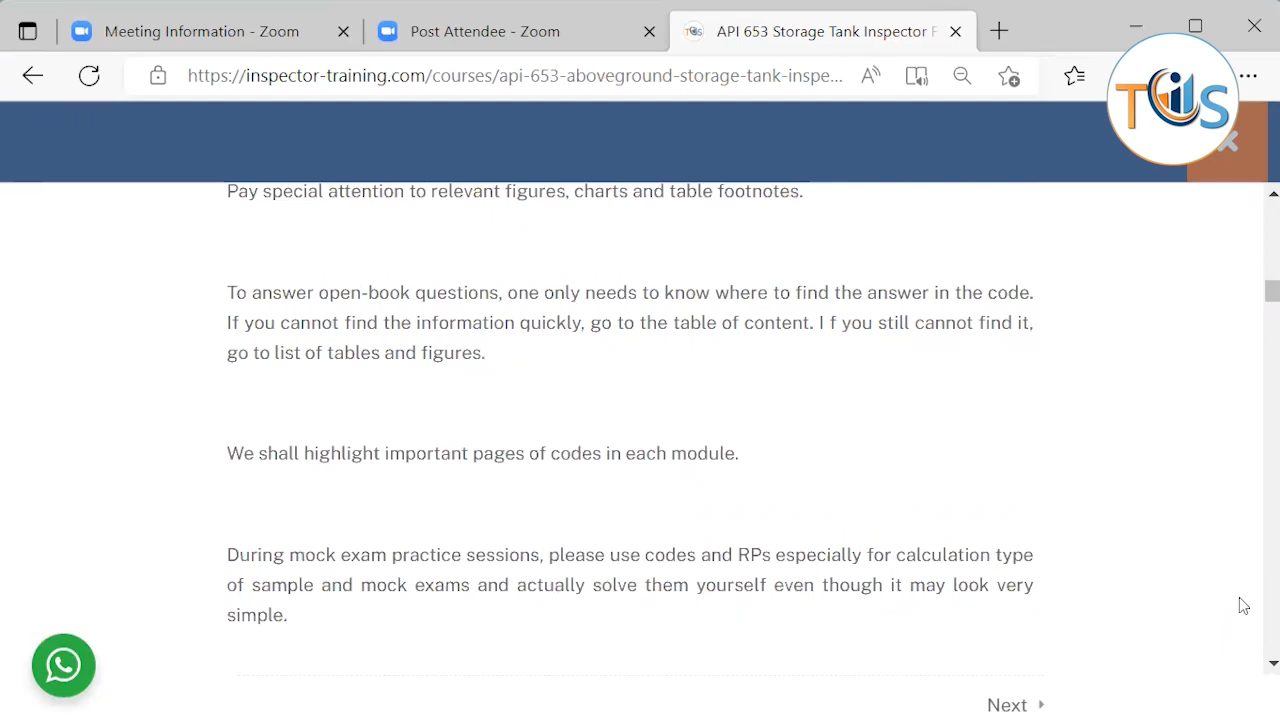 Meeting Information - Zoom
Post Attendee - Zoom
API 653 Storage Tank Inspector F
https://inspector-training.com/courses/api-653-aboveground-storage-tank-inspe...
TIS
Pay special attention to relevant figures, charts and table footnotes.
To answer open-book questions, one only needs to know where to find the answer in the code.
If you cannot find the information quickly, go to the table of content. I f you still cannot find it,
go to list of tables and figures.
We shall highlight important pages of codes in each module.
During mock exam practice sessions, please use codes and RPs especially for calculation type
of sample and mock exams and actually solve them yourself even though it may look very
simple.
Next